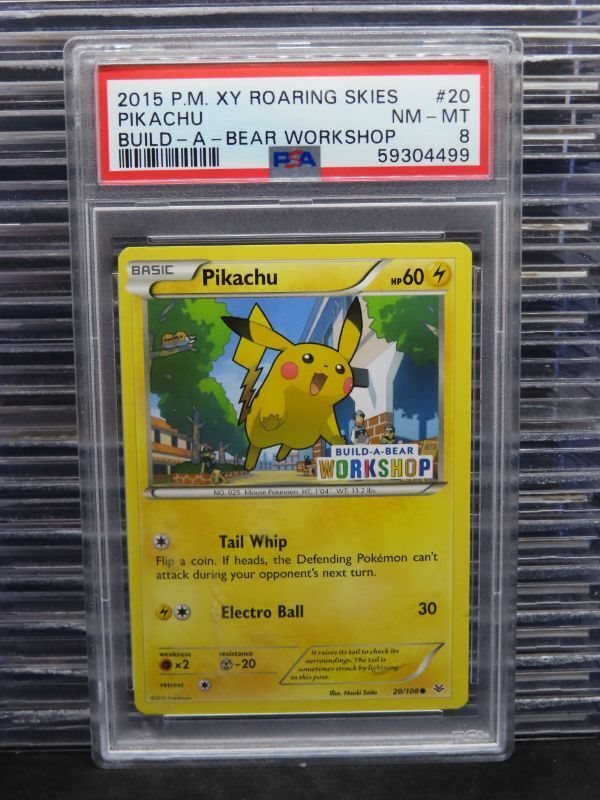 2015 P.M. XY ROARING SKIES #20
PIKACHU NM - MT
BUILD - A - BEAR WORKSHOP 8
PSA 59304499
BASIC Pikachu HP60
BUILD-A-BEAR
WORKSHOP
NO. 025 Mouse Pokémon HT: 1'04" WT: 13.2 lbs.
Tail Whip
Flip a coin. If heads, the Defending Pokémon can't
attack during your opponent's next turn.
Electro Ball 30
weakness resistance
×2 -20
It raises its tail to check its
surroundings. The tail is
sometimes struck by lightning
in this pose.
retreat
Illus. Naoki Saito 20/108